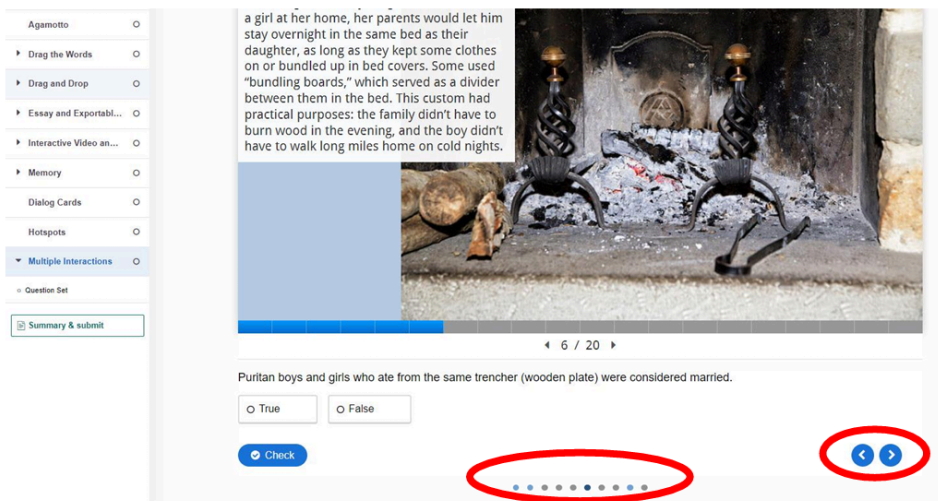 Agamotto
Drag the Words
Drag and Drop
Essay and Exportabl...
Interactive Video an...
Memory
Dialog Cards
Hotspots
Multiple Interactions
Question Set
Summary & submit
a girl at her home, her parents would let him
stay overnight in the same bed as their
daughter, as long as they kept some clothes
on or bundled up in bed covers. Some used
“bundling boards,” which served as a divider
between them in the bed. This custom had
practical purposes: the family didn’t have to
burn wood in the evening, and the boy didn’t
have to walk long miles home on cold nights.
6 / 20
Puritan boys and girls who ate from the same trencher (wooden plate) were considered married.
True
False
Check